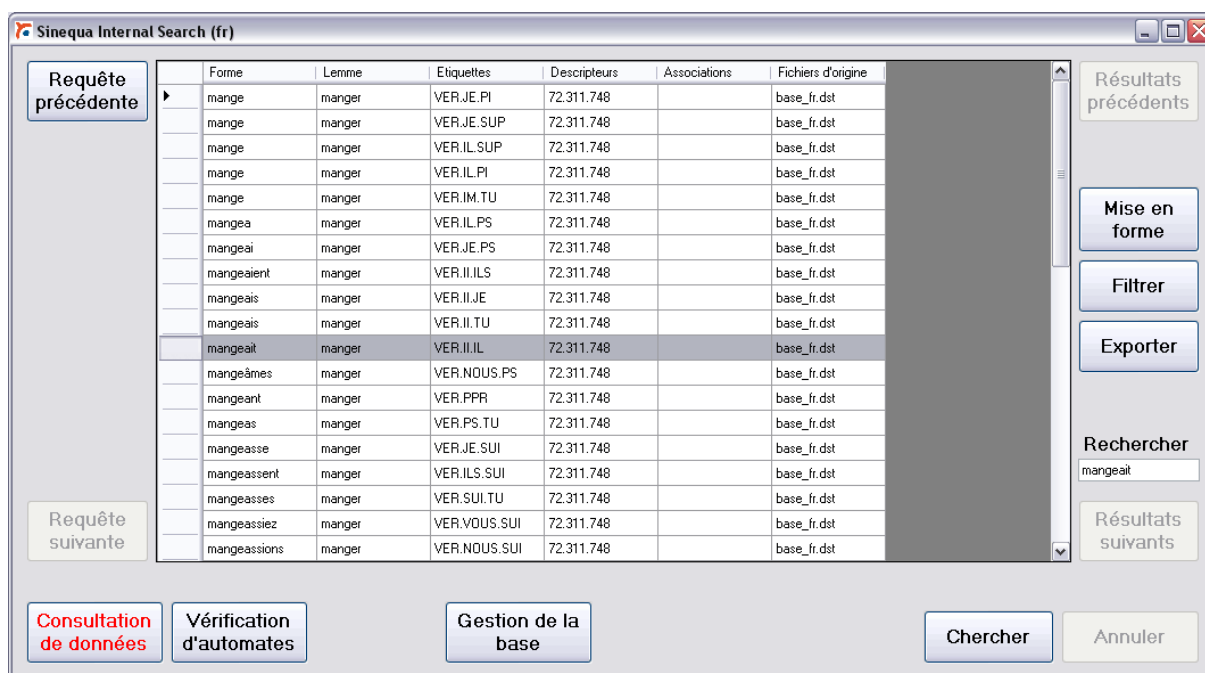 Sinequa Internal Search (fr)
Requête
précédente
Forme Lemme Etiquettes Descripteurs Associations Fichiers d'origine
mange manger VER.JE.PI 72.311.748 base_fr.dst
mange manger VER.JE.SUP 72.311.748 base_fr.dst
mange manger VER.IL.SUP 72.311.748 base_fr.dst
mange manger VER.IL.PI 72.311.748 base_fr.dst
mange manger VER.IM.TU 72.311.748 base_fr.dst
mangea manger VER.IL.PS 72.311.748 base_fr.dst
mangeai manger VER.JE.PS 72.311.748 base_fr.dst
mangeaient manger VER.II.ILS 72.311.748 base_fr.dst
mangeais manger VER.II.JE 72.311.748 base_fr.dst
mangeais manger VER.II.TU 72.311.748 base_fr.dst
mangeait manger VER.II.IL 72.311.748 base_fr.dst
mangeâmes manger VER.NOUS.PS 72.311.748 base_fr.dst
mangeant manger VER.PPR 72.311.748 base_fr.dst
mangeas manger VER.PS.TU 72.311.748 base_fr.dst
mangeasse manger VER.JE.SUI 72.311.748 base_fr.dst
mangeassent manger VER.ILS.SUI 72.311.748 base_fr.dst
mangeasses manger VER.SUI.TU 72.311.748 base_fr.dst
mangeassiez manger VER.VOUS.SUI 72.311.748 base_fr.dst
mangeassions manger VER.NOUS.SUI 72.311.748 base_fr.dst
Résultats
précédents
Mise en
forme
Filtrer
Exporter
Rechercher
mangeait
Requête
suivante
Résultats
suivants
Consultation
de données
Vérification
d'automates
Gestion de la
base
Chercher
Annuler